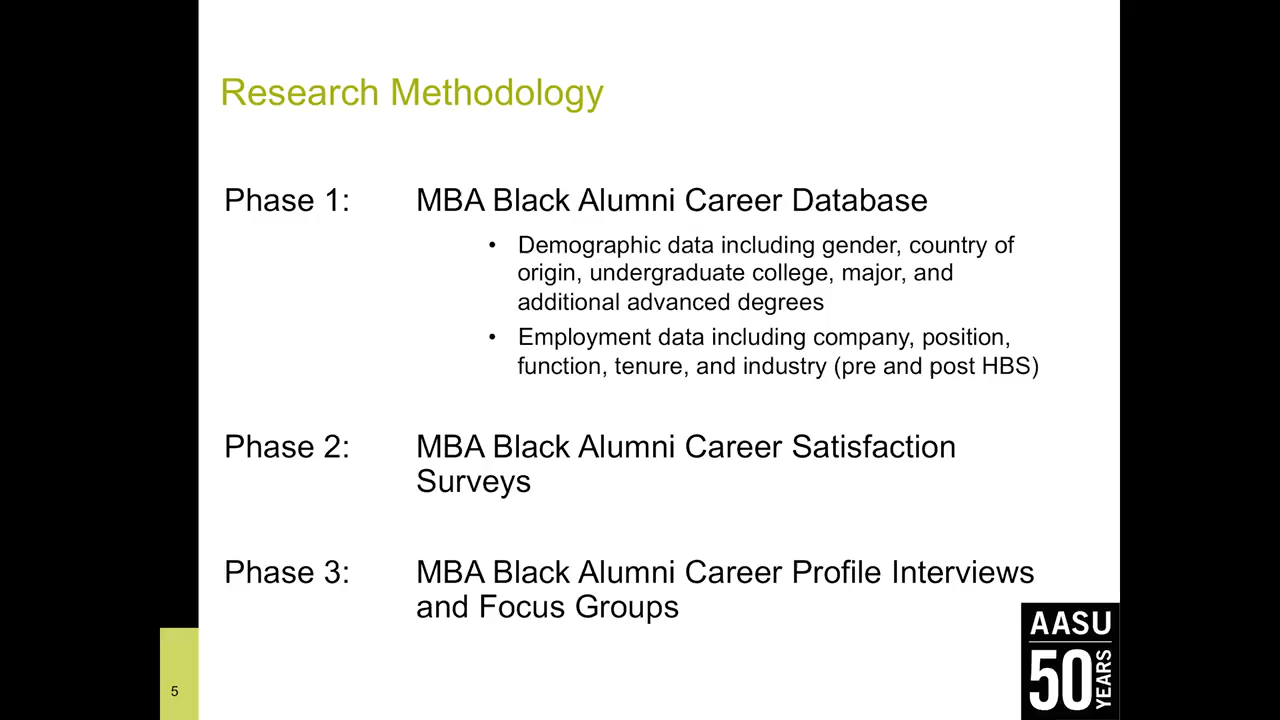 Research Methodology
Phase 1: MBA Black Alumni Career Database
• Demographic data including gender, country of
origin, undergraduate college, major, and
additional advanced degrees
• Employment data including company, position,
function, tenure, and industry (pre and post HBS)
Phase 2: MBA Black Alumni Career Satisfaction
Surveys
Phase 3: MBA Black Alumni Career Profile Interviews
and Focus Groups
AASU
50 YEARS
5